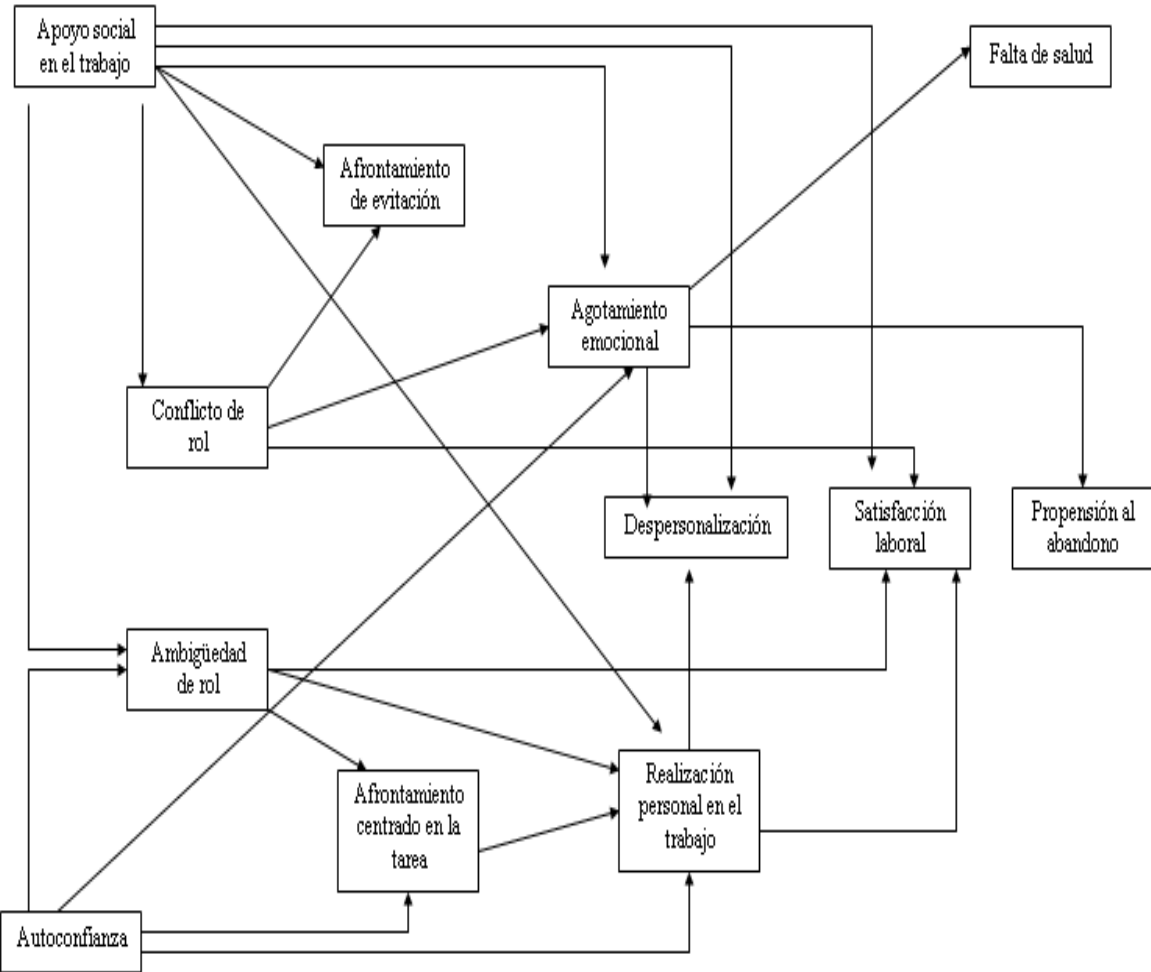 Apoyo social
en el trabajo
Falta de salud
Afrontamiento
de evitación
Agotamiento
emocional
Conflicto de
rol
Despersonalización
Satisfacción
laboral
Propensión al
abandono
Ambigüedad
de rol
Afrontamiento
centrado en la
tarea
Realización
personal en el
trabajo
Autoconfianza